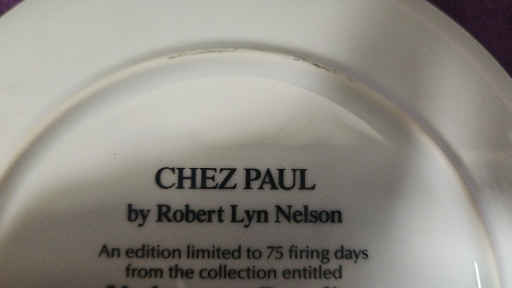 CHEZ PAUL
by Robert Lyn Nelson
An edition limited to 75 firing days
from the collection entitled